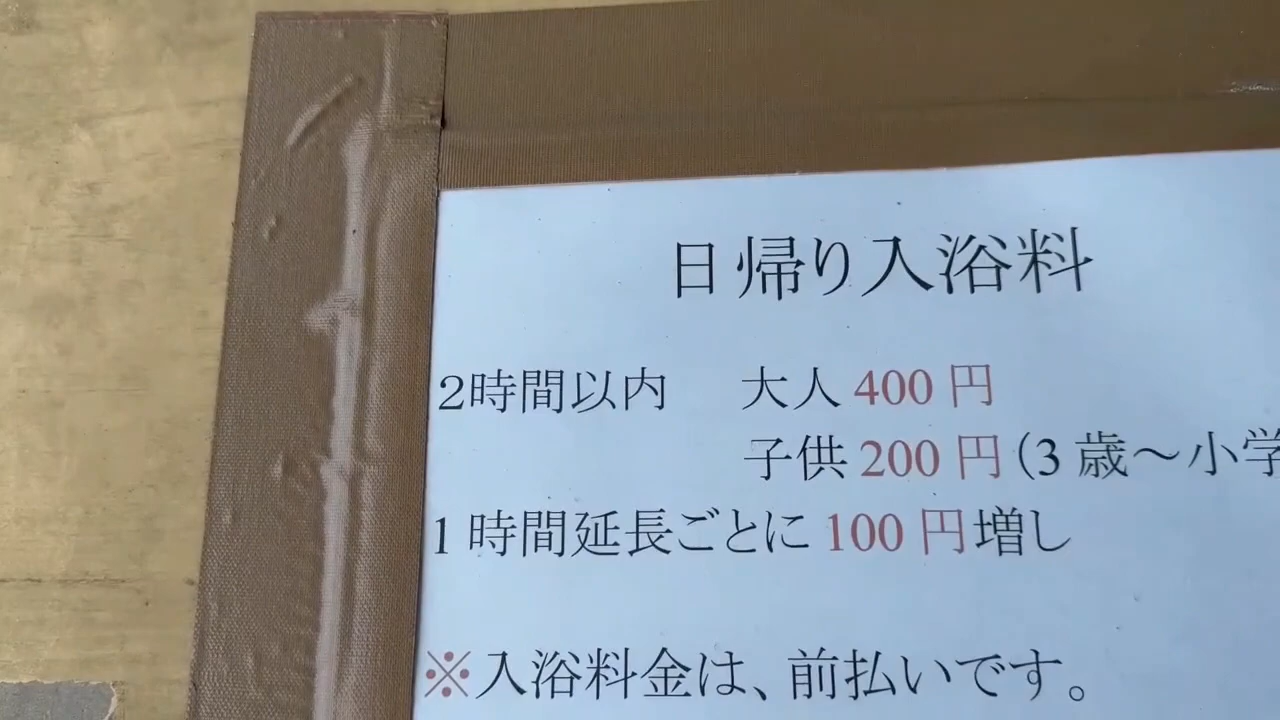 日帰り入浴料
2時間以内 大人 400 円
子供 200 円(3 歳～小学
1 時間延長ごとに 100 円増し
※入浴料金は、前払いです。